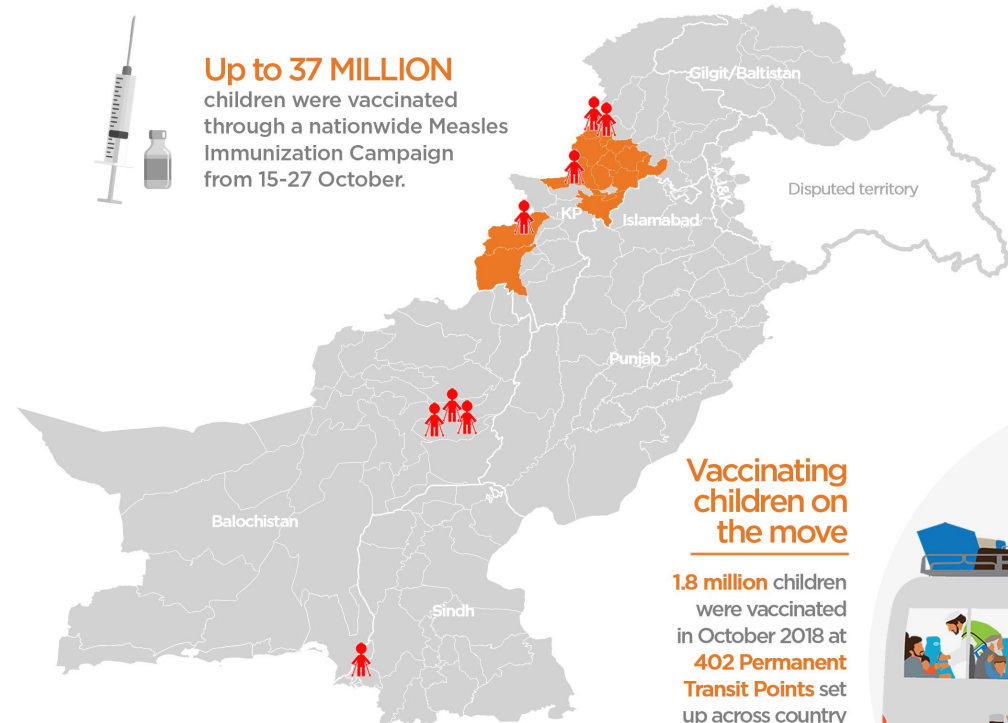 Up to 37 MILLION
children were vaccinated
through a nationwide Measles
Immunization Campaign
from 15-27 October.
Gilgit/Baltistan
Disputed territory
AJ&K
KP
Islamabad
Punjab
Balochistan
Sindh
Vaccinating
children on
the move
1.8 million children
were vaccinated
in October 2018 at
402 Permanent
Transit Points set
up across country